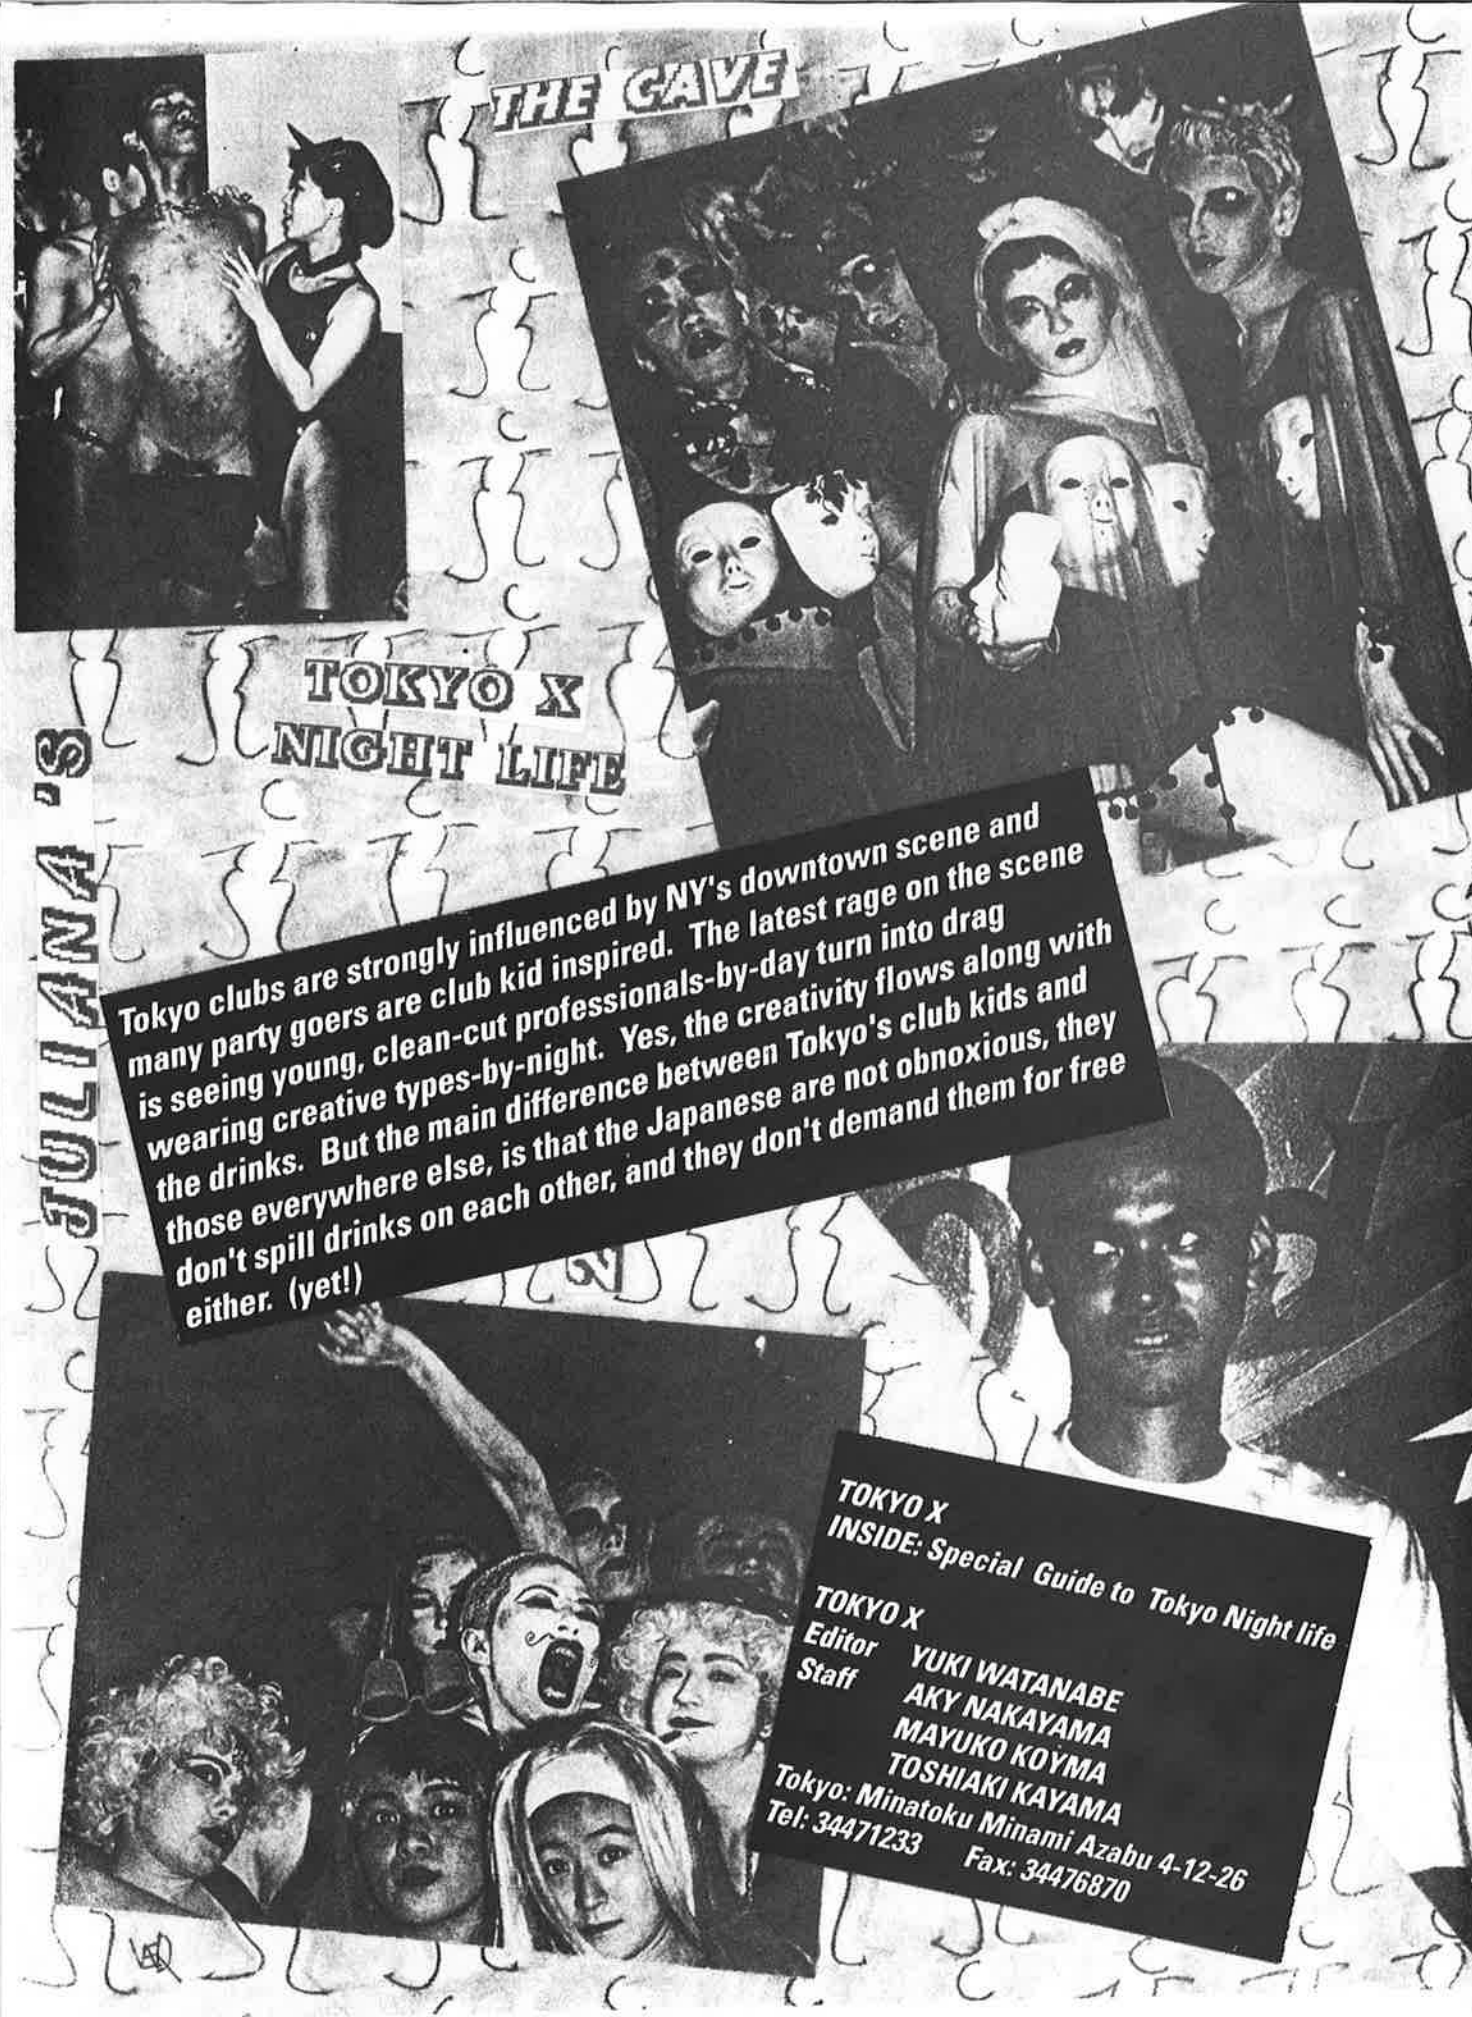 THE CAVE
TOKYO X
NIGHT LIFE
JULIANA'S
Tokyo clubs are strongly influenced by NY's downtown scene and
many party goers are club kid inspired. The latest rage on the scene
is seeing young, clean-cut professionals-by-day turn into drag
wearing creative types-by-night. Yes, the creativity flows along with
the drinks. But the main difference between Tokyo's club kids and
those everywhere else, is that the Japanese are not obnoxious, they
don't spill drinks on each other, and they don't demand them for free
either. (yet!)
TOKYO X
INSIDE: Special Guide to Tokyo Night life
TOKYO X
Editor YUKI WATANABE
Staff AKY NAKAYAMA
MAYUKO KOYMA
TOSHIAKI KAYAMA
Tokyo: Minatoku Minami Azabu 4-12-26
Tel: 34471233 Fax: 34476870